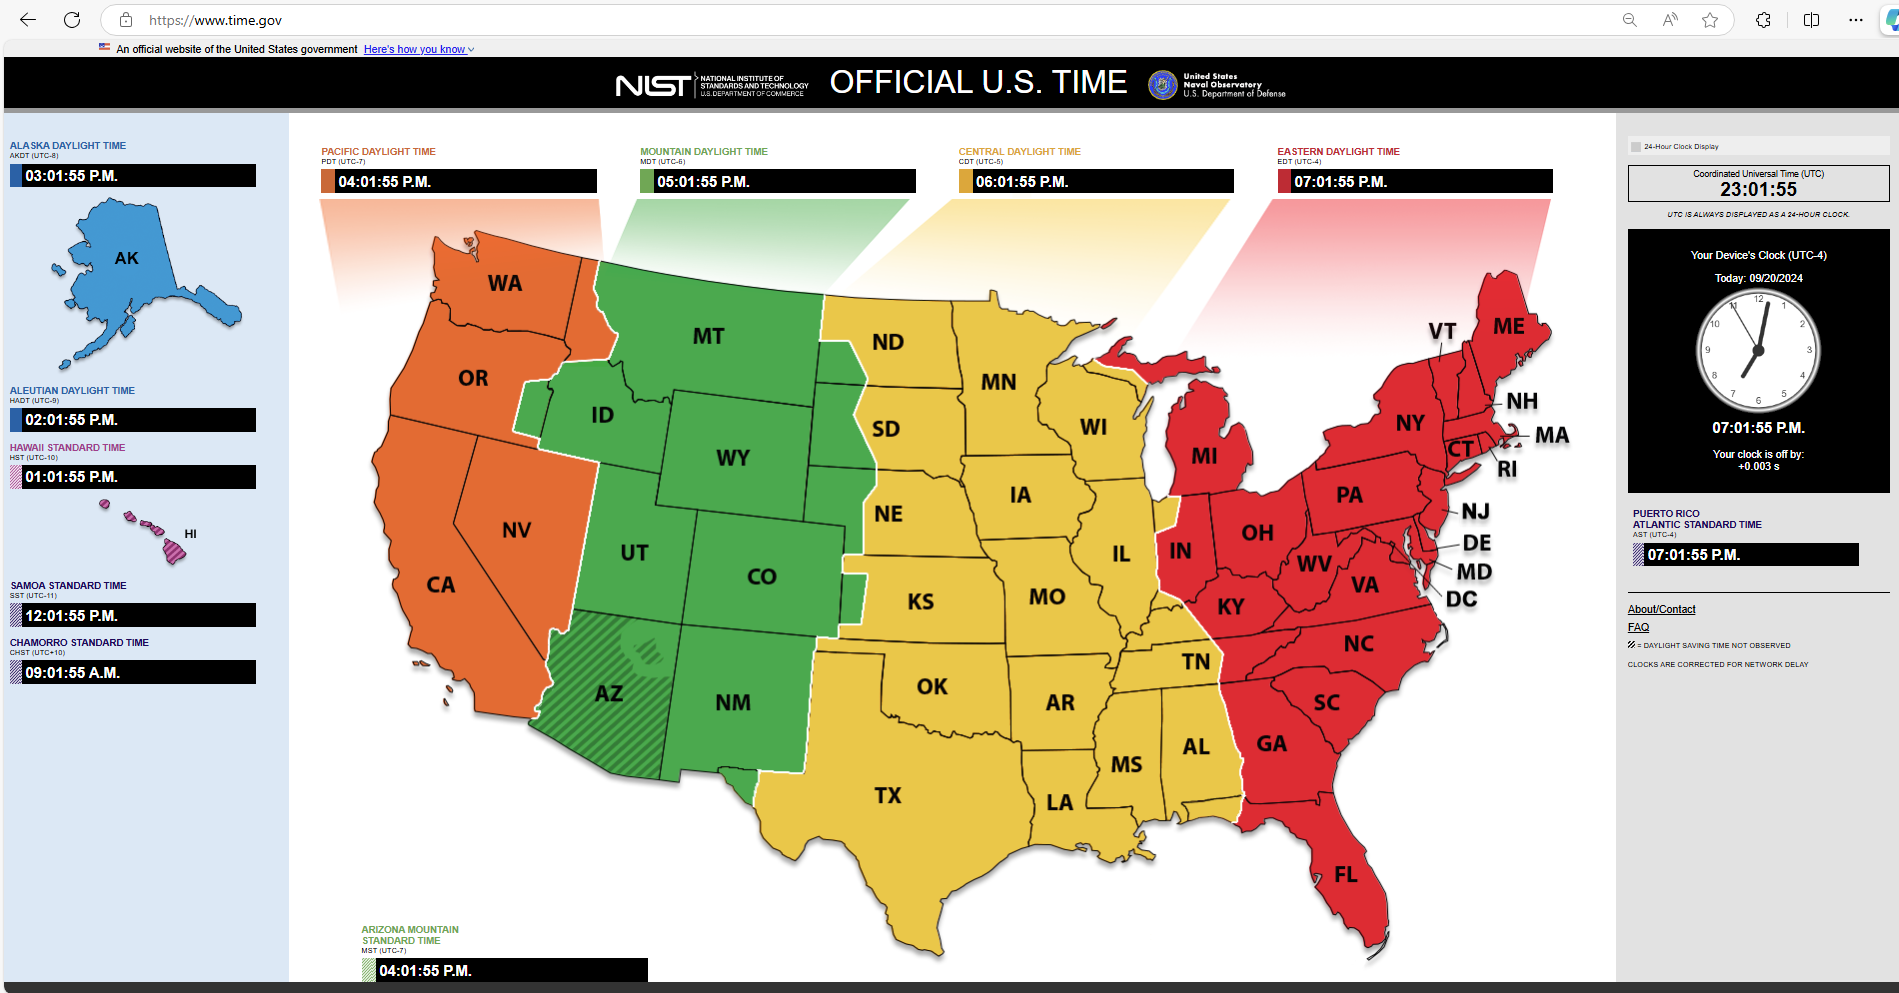 https://www.time.gov
An official website of the United States government Here's how you know
NIST NATIONAL INSTITUTE OF
STANDARDS AND TECHNOLOGY
U.S. DEPARTMENT OF COMMERCE
OFFICIAL U.S. TIME
United States
Naval Observatory
U.S. Department of Defense
ALASKA DAYLIGHT TIME
AKDT (UTC-8)
03:01:55 P.M.
AK
ALEUTIAN DAYLIGHT TIME
HADT (UTC-9)
02:01:55 P.M.
HAWAII STANDARD TIME
HST (UTC-10)
01:01:55 P.M.
HI
SAMOA STANDARD TIME
SST (UTC-11)
12:01:55 P.M.
CHAMORRO STANDARD TIME
CHST (UTC+10)
09:01:55 A.M.
PACIFIC DAYLIGHT TIME
PDT (UTC-7)
04:01:55 P.M.
MOUNTAIN DAYLIGHT TIME
MDT (UTC-6)
05:01:55 P.M.
CENTRAL DAYLIGHT TIME
CDT (UTC-5)
06:01:55 P.M.
EASTERN DAYLIGHT TIME
EDT (UTC-4)
07:01:55 P.M.
WA
OR
CA
NV
ID
MT
WY
UT
CO
AZ
NM
ND
SD
NE
KS
OK
TX
MN
IA
MO
AR
LA
WI
IL
MS
AL
TN
MI
IN
OH
KY
WV
VA
NC
SC
GA
FL
PA
NY
VT
ME
NH
MA
CT
RI
NJ
DE
MD
DC
ARIZONA MOUNTAIN
STANDARD TIME
MST (UTC-7)
04:01:55 P.M.
24-Hour Clock Display
Coordinated Universal Time (UTC)
23:01:55
UTC IS ALWAYS DISPLAYED AS A 24-HOUR CLOCK.
Your Device's Clock (UTC-4)
Today: 09/20/2024
12
1
2
3
4
5
6
7
8
9
10
11
07:01:55 P.M.
Your clock is off by:
+0.003 s
PUERTO RICO
ATLANTIC STANDARD TIME
AST (UTC-4)
07:01:55 P.M.
About/Contact
FAQ
= DAYLIGHT SAVING TIME NOT OBSERVED
CLOCKS ARE CORRECTED FOR NETWORK DELAY